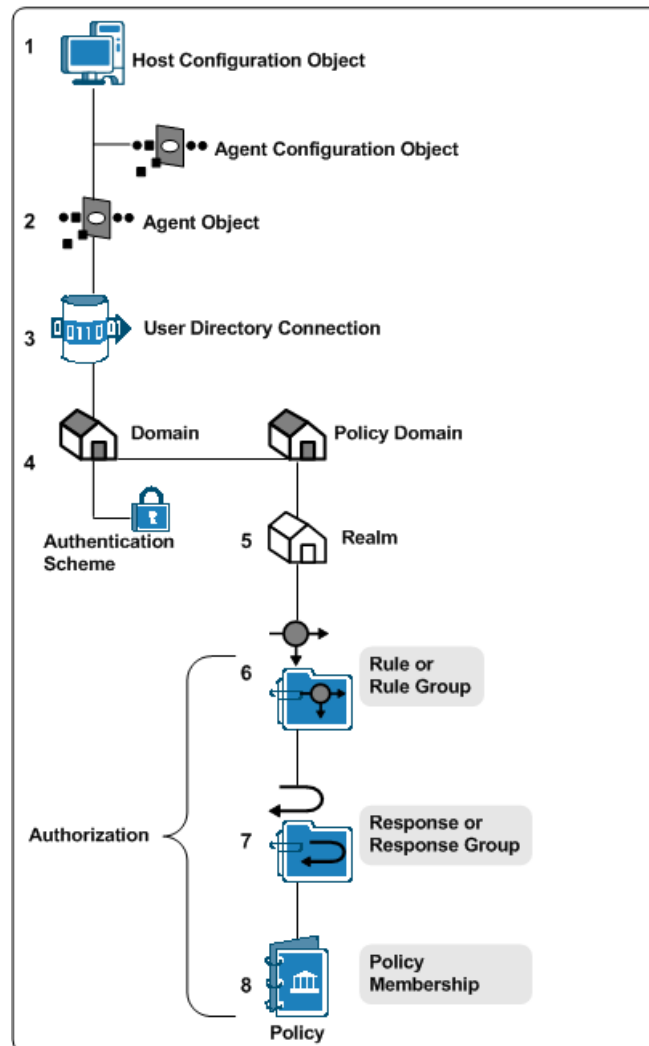 1
Host Configuration Object
Agent Configuration Object
2
Agent Object
3
0110
User Directory Connection
Domain
Policy Domain
4
Authentication
Scheme
5
Realm
6
Rule or
Rule Group
Authorization
7
Response or
Response Group
8
Policy
Membership
Policy